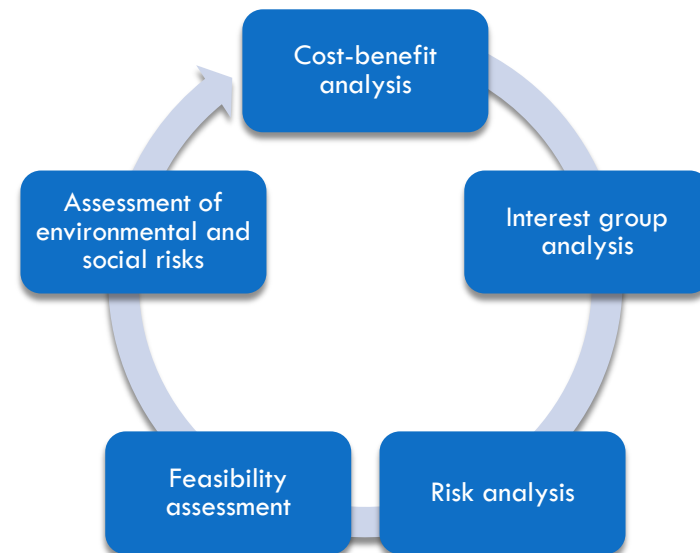 Cost-benefit
analysis
Interest group
analysis
Risk analysis
Feasibility
assessment
Assessment of
environmental and
social risks